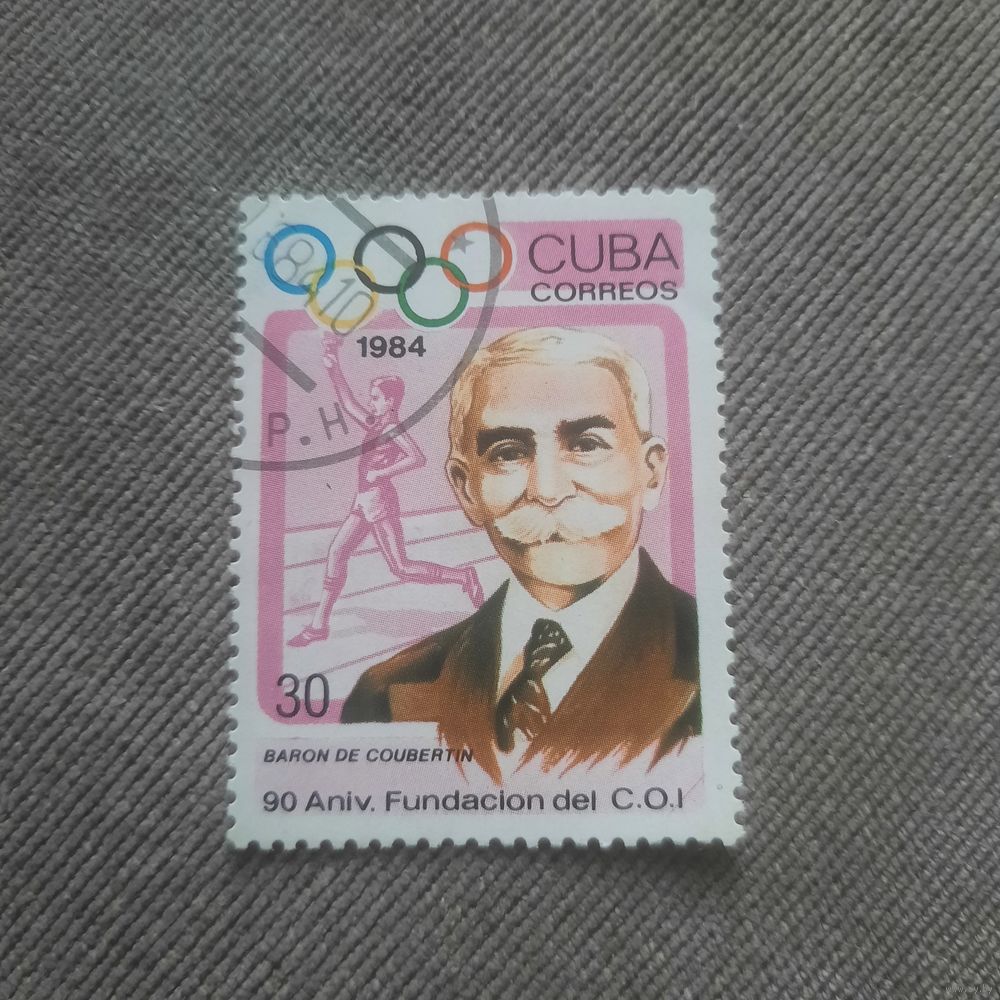 CUBA
CORREOS
1984
P.H.
30
BARON DE COUBERTIN
90 Aniv. Fundacion del C.O.I